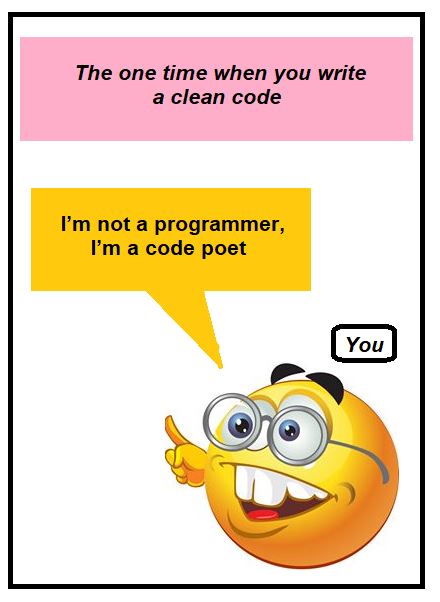 The one time when you write
a clean code
I’m not a programmer,
I’m a code poet
You